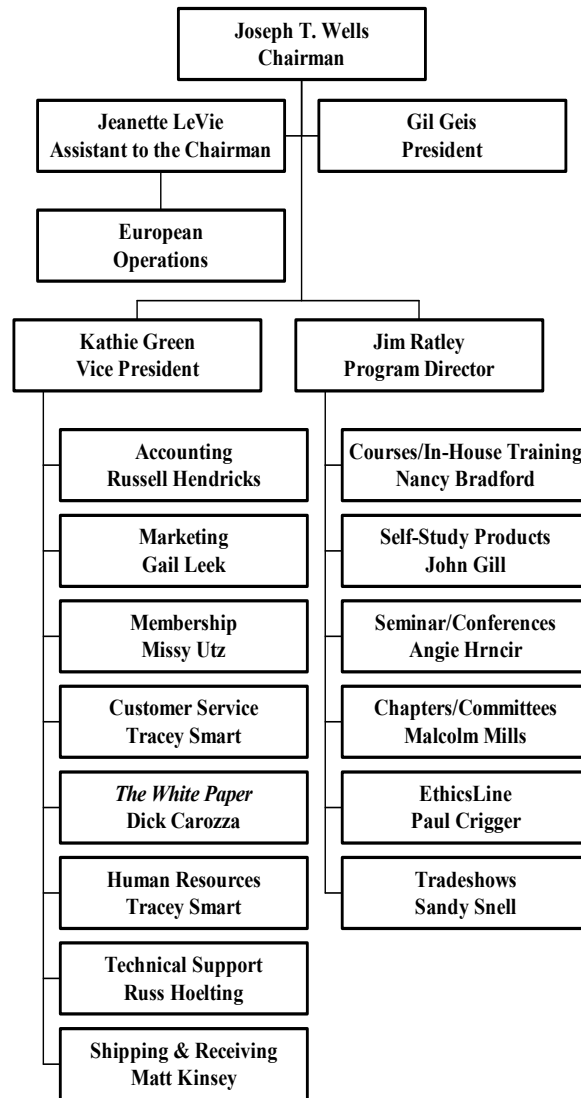 Joseph T. Wells
Chairman
Jeanette LeVie
Assistant to the Chairman
Gil Geis
President
European
Operations
Kathie Green
Vice President
Jim Ratley
Program Director
Accounting
Russell Hendricks
Marketing
Gail Leek
Membership
Missy Utz
Customer Service
Tracey Smart
The White Paper
Dick Carozza
Human Resources
Tracey Smart
Technical Support
Russ Hoelting
Shipping & Receiving
Matt Kinsey
Courses/In-House Training
Nancy Bradford
Self-Study Products
John Gill
Seminar/Conferences
Angie Hrncir
Chapters/Committees
Malcolm Mills
EthicsLine
Paul Crigger
Tradeshows
Sandy Snell